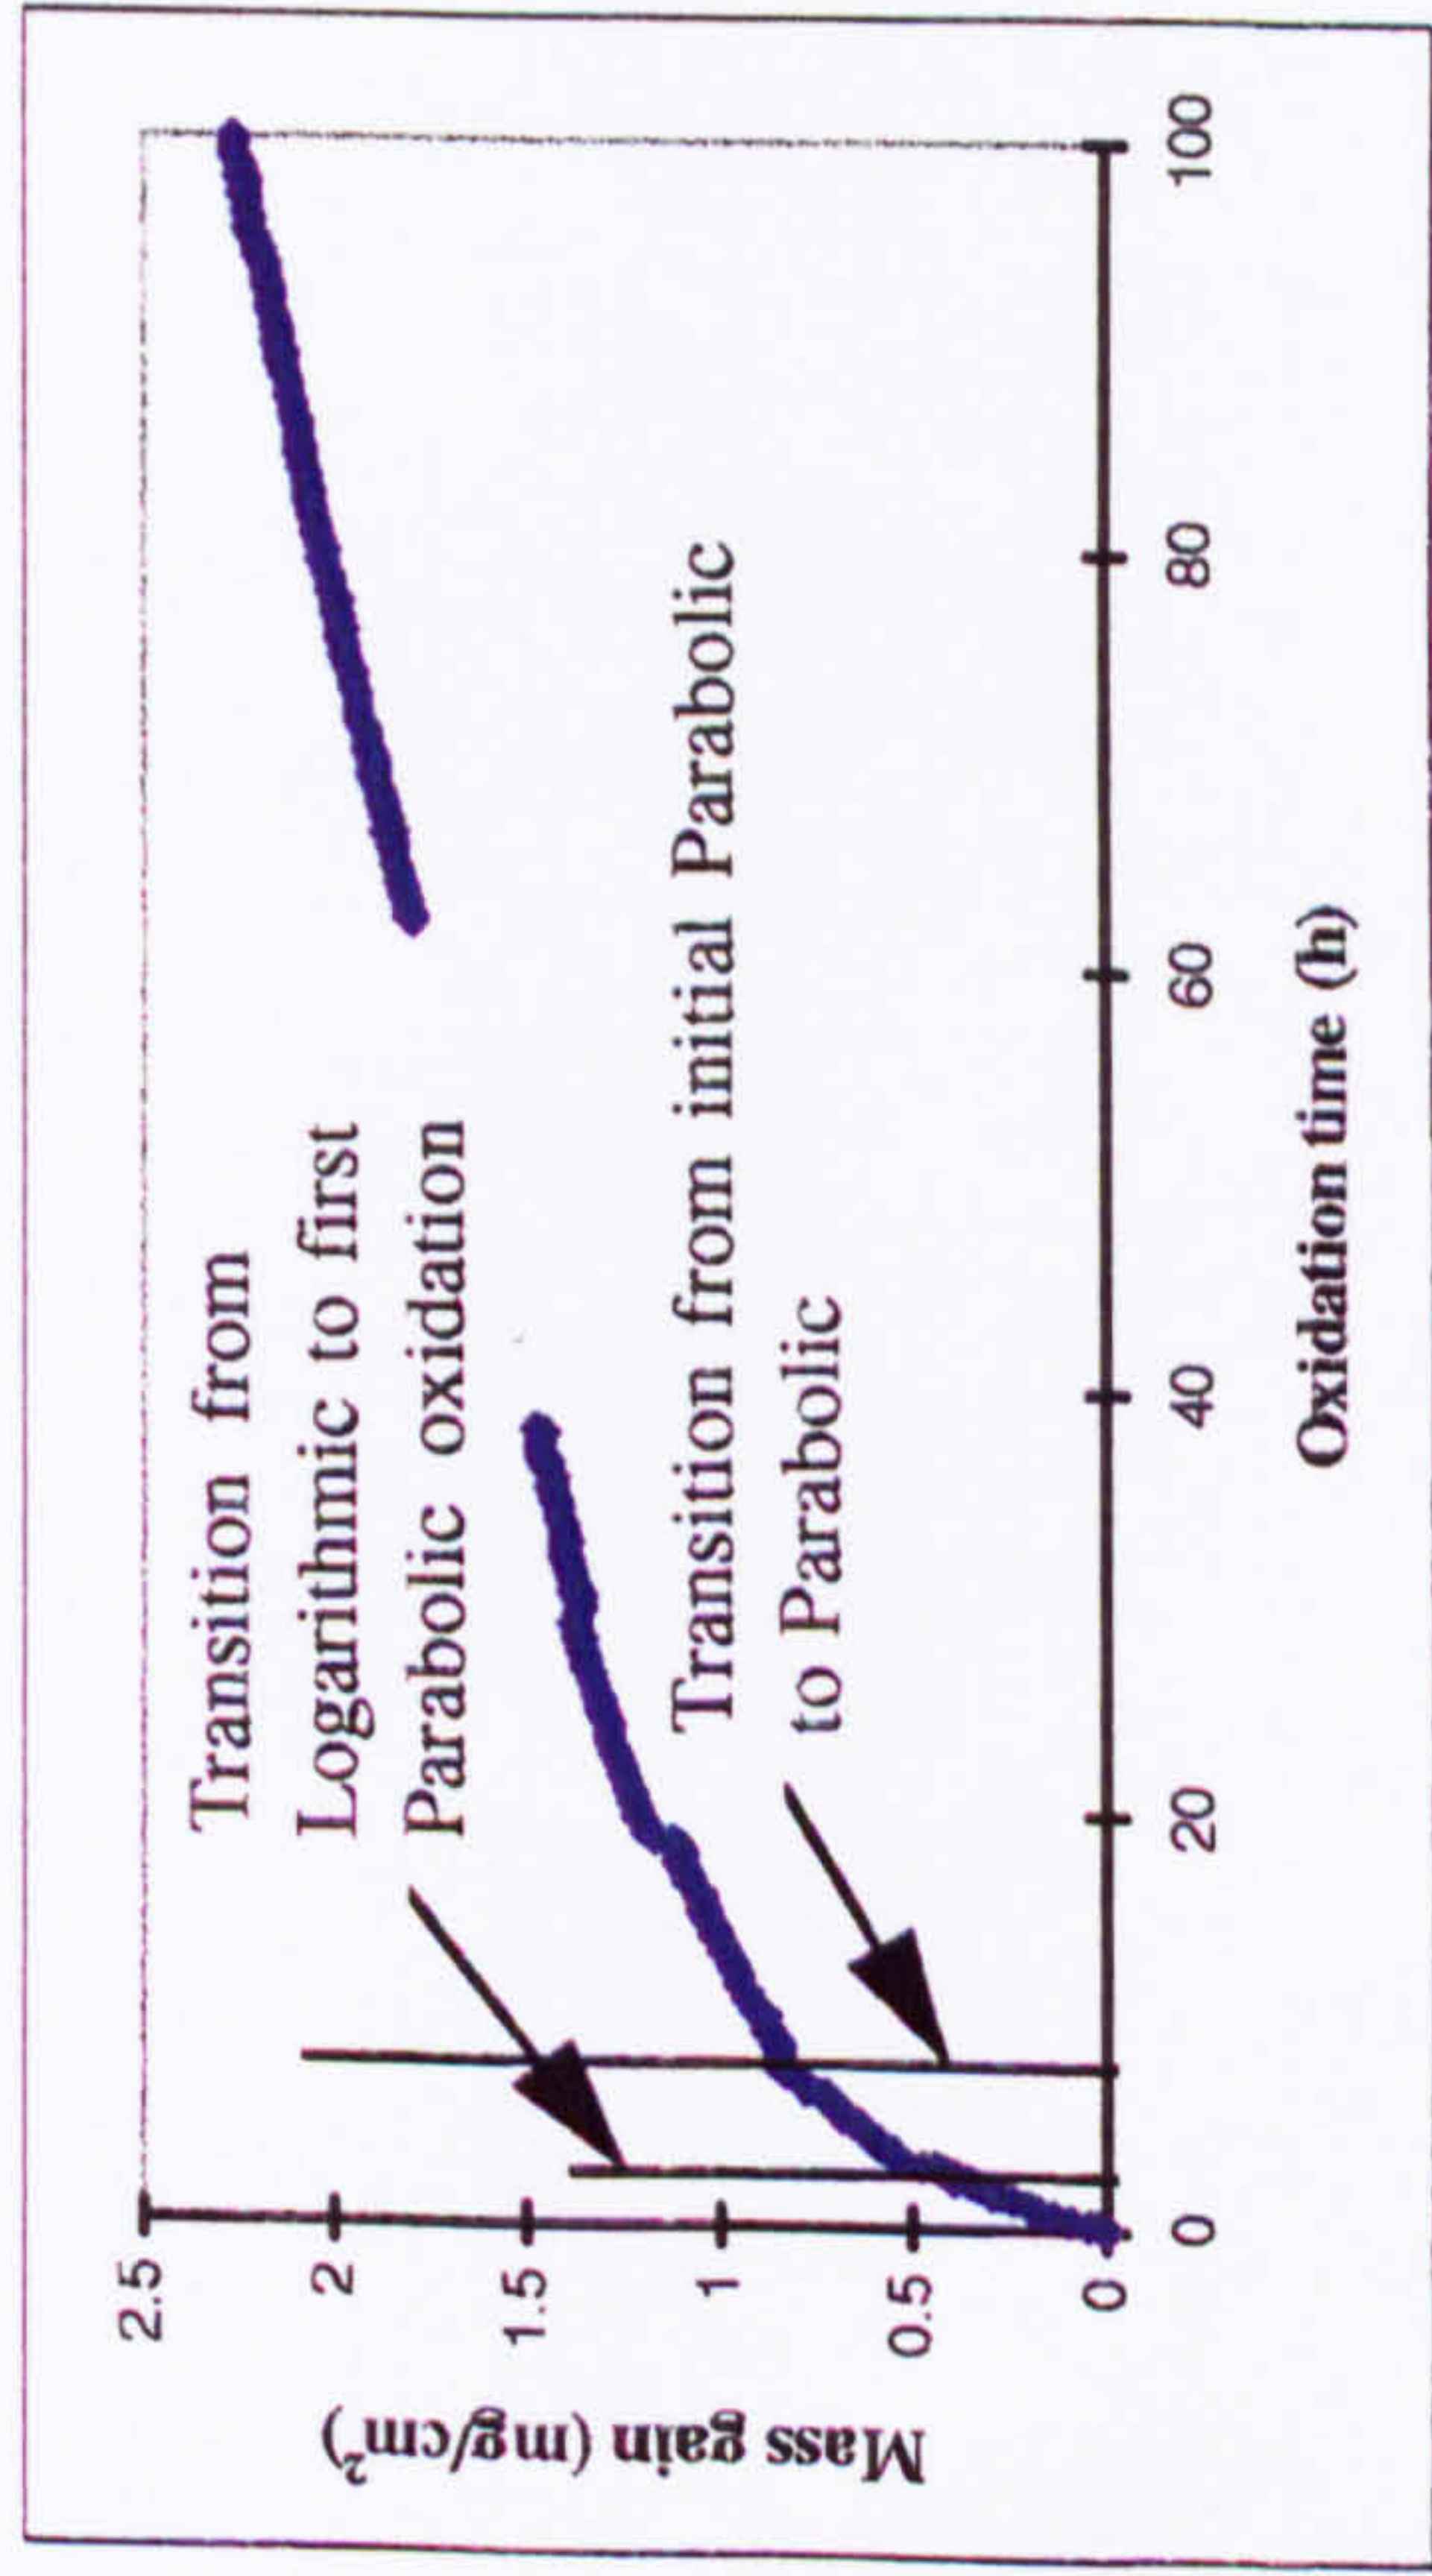 Mass gain (mg/cm²)
2.5
2
1.5
1
0.5
0
Transition from
Logarithmic to first
Parabolic oxidation
Transition from initial Parabolic
to Parabolic
0
20
40
60
80
100
Oxidation time (h)